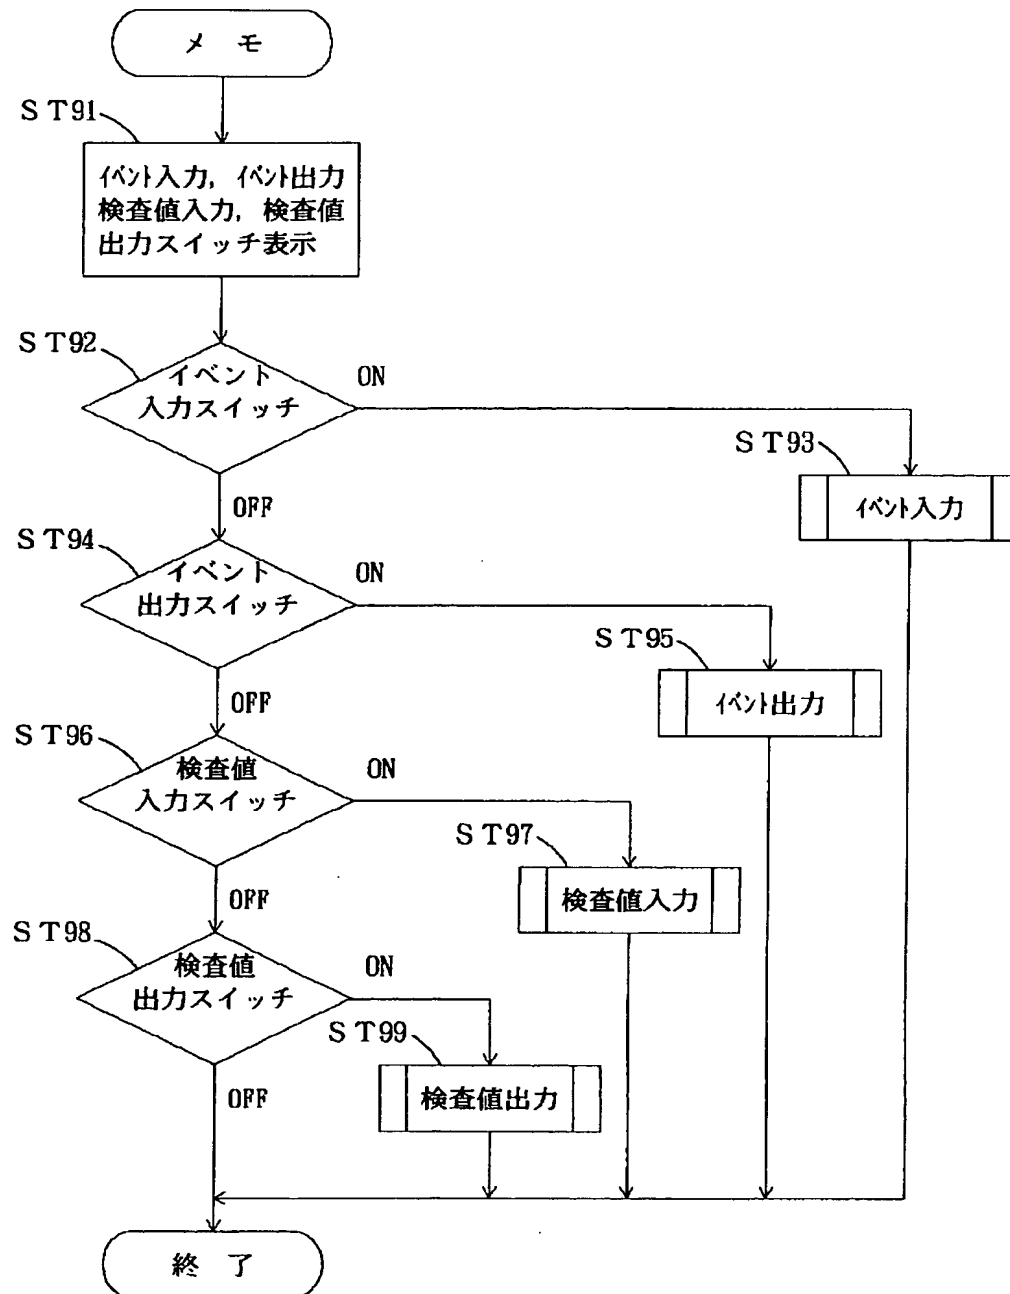 メモ
ST91
ｲﾍﾞﾝﾄ入力, ｲﾍﾞﾝﾄ出力
検査値入力, 検査値
出力スイッチ表示
ST92
イベント
入力スイッチ
ON
ST93
ｲﾍﾞﾝﾄ入力
OFF
ST94
イベント
出力スイッチ
ON
ST95
ｲﾍﾞﾝﾄ出力
OFF
ST96
検査値
入力スイッチ
ON
ST97
検査値入力
OFF
ST98
検査値
出力スイッチ
ON
ST99
検査値出力
OFF
終了